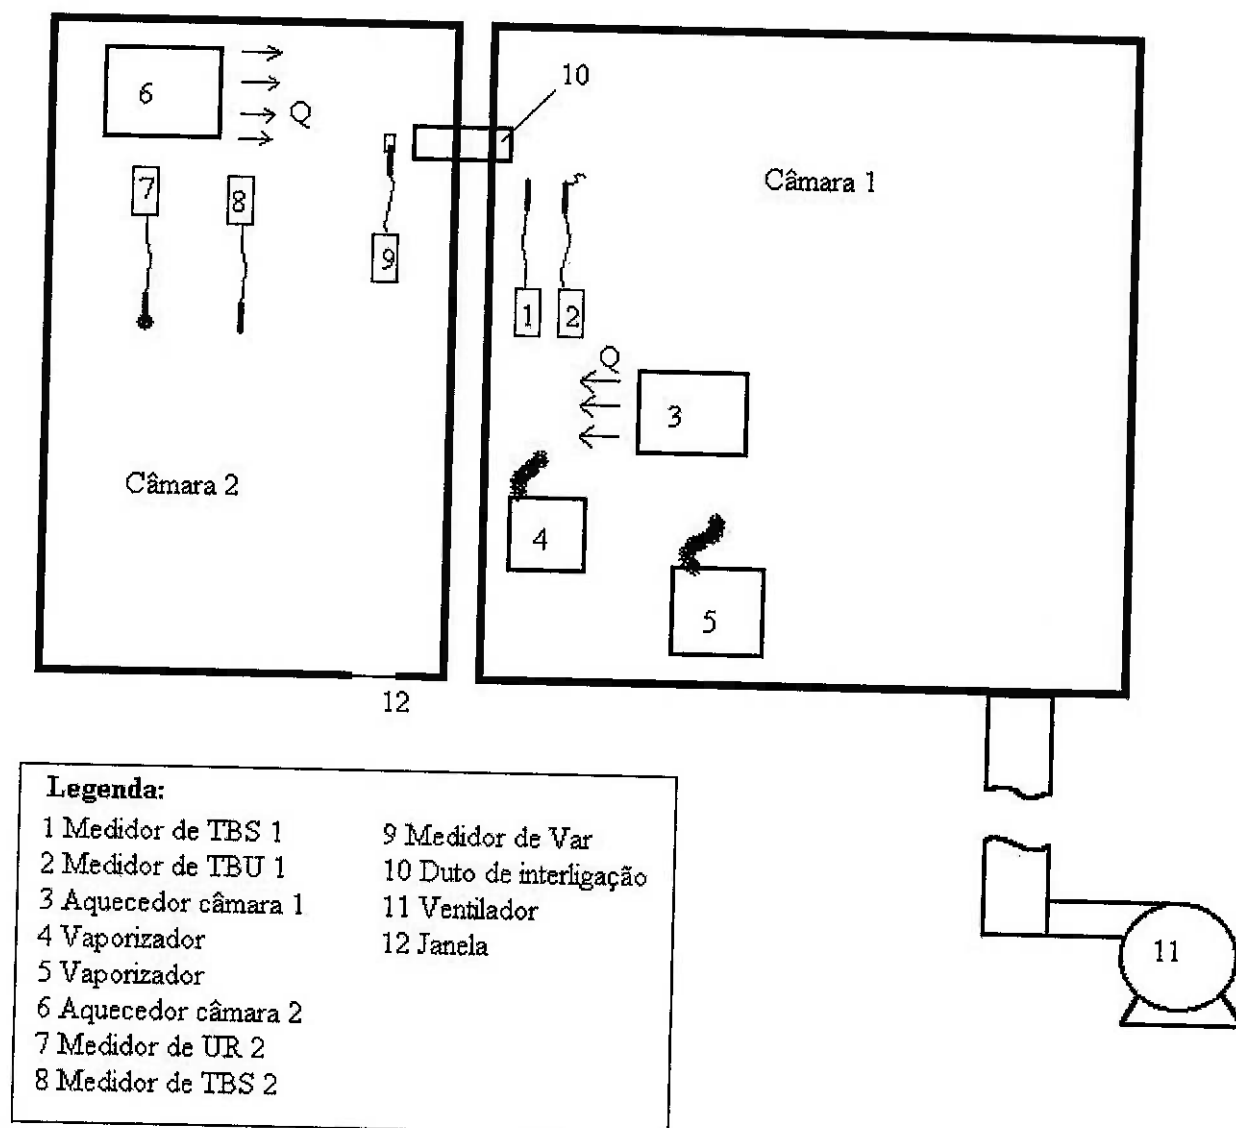 6
Q
10
7
8
9
Câmara 1
1
2
Q
3
Câmara 2
4
5
12
11
Legenda:
1 Medidor de TBS 1
2 Medidor de TBU 1
3 Aquecedor câmara 1
4 Vaporizador
5 Vaporizador
6 Aquecedor câmara 2
7 Medidor de UR 2
8 Medidor de TBS 2
9 Medidor de Var
10 Duto de interligação
11 Ventilador
12 Janela